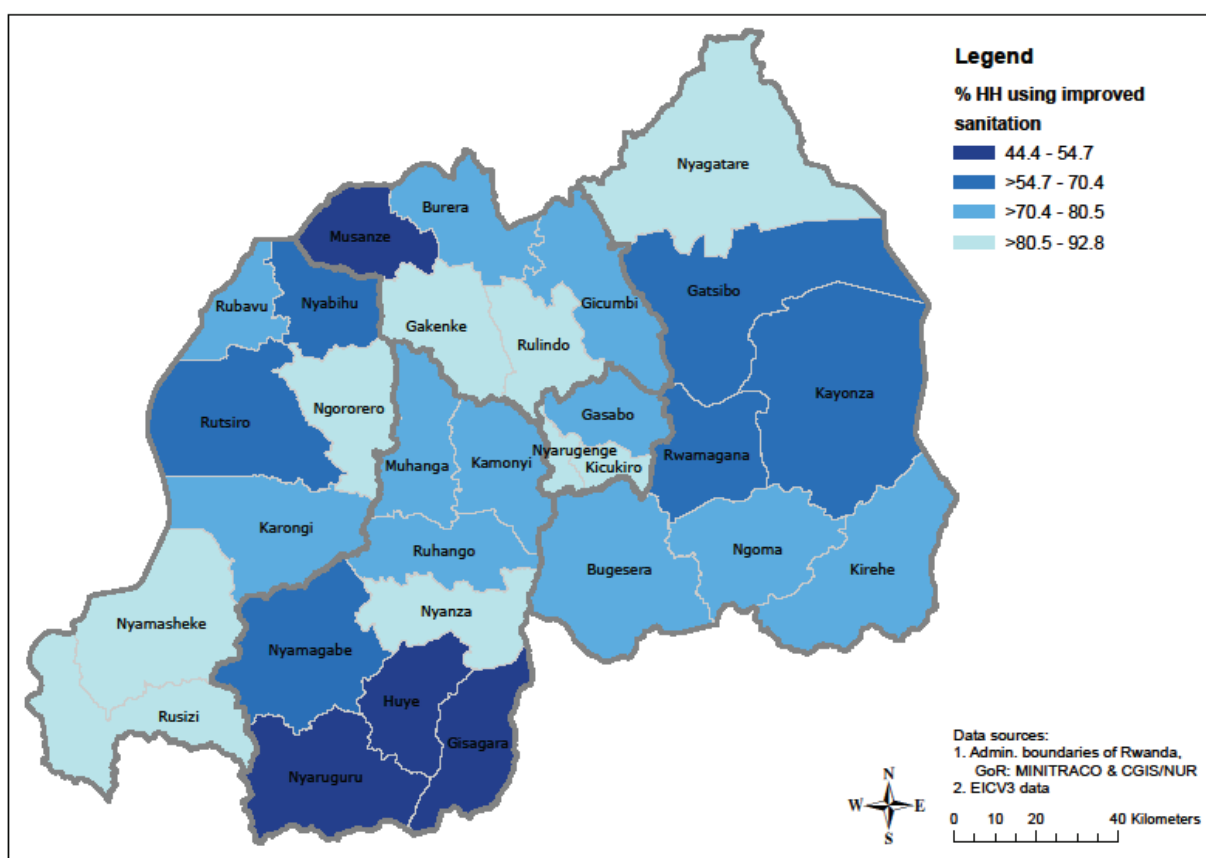 Legend
% HH using improved
sanitation
44.4 - 54.7
>54.7 - 70.4
>70.4 - 80.5
>80.5 - 92.8
Nyagatare
Burera
Musanze
Gatsibo
Rubavu
Nyabihu
Gicumbi
Gakenke
Rulindo
Kayonza
Ngororero
Gasabo
Rutsiro
Nyarugenge
Rwamagana
Muhanga
Kamonyi
Kicukiro
Karongi
Ruhango
Ngoma
Bugesera
Kirehe
Nyanza
Nyamasheke
Nyamagabe
Huye
Rusizi
Gisagara
Nyaruguru
Data sources:
1. Admin. boundaries of Rwanda,
GoR: MINITRACO & CGIS/NUR
2. EICV3 data
N
W E
S
0 10 20 40 Kilometers